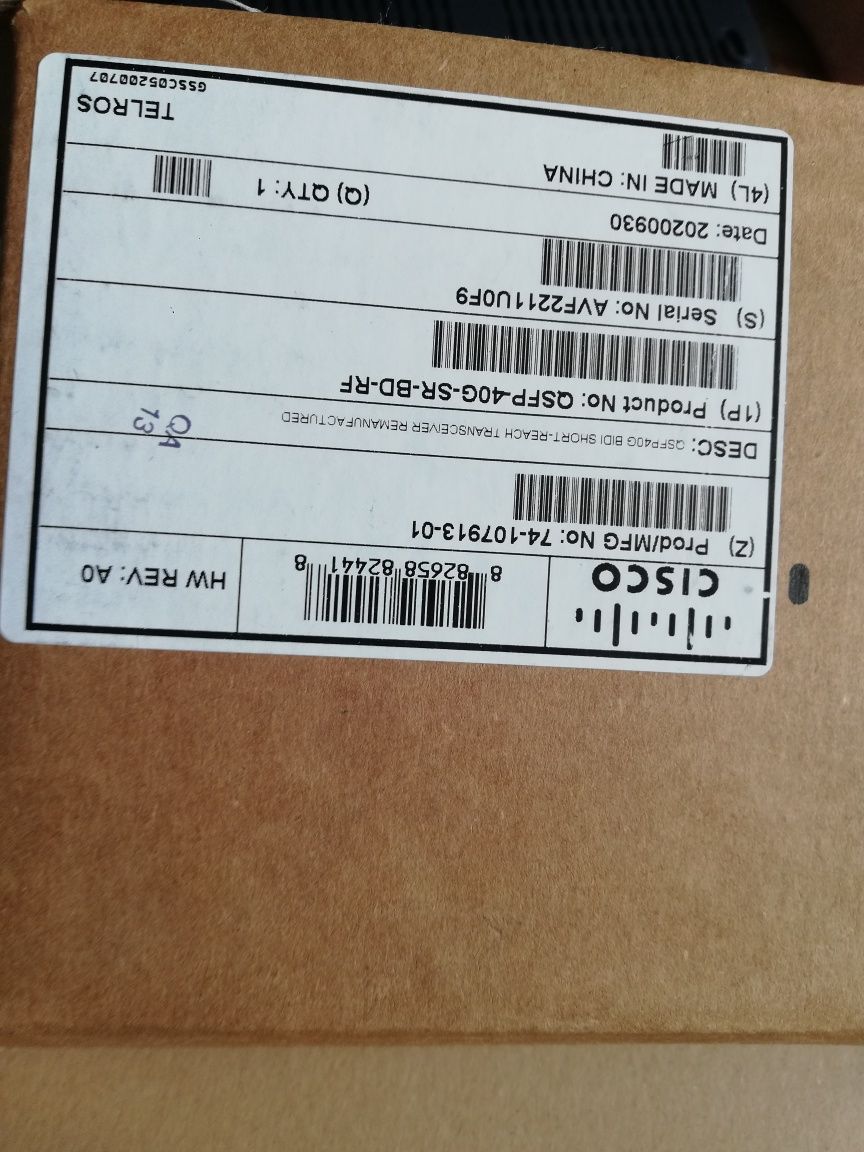 CISCO
8 82658 82441 8
HW REV: A0
(Z) Prod/MFG No: 74-107913-01
DESC: QSFP40G BIDI SHORT-REACH TRANSCEIVER REMANUFACTURED
QA
13
(1P) Product No: QSFP-40G-SR-BD-RF
(S) Serial No: AVF2211U0F9
Date: 20200930
(Q) QTY: 1
(4L) MADE IN: CHINA
TELROS
GSSC05200707